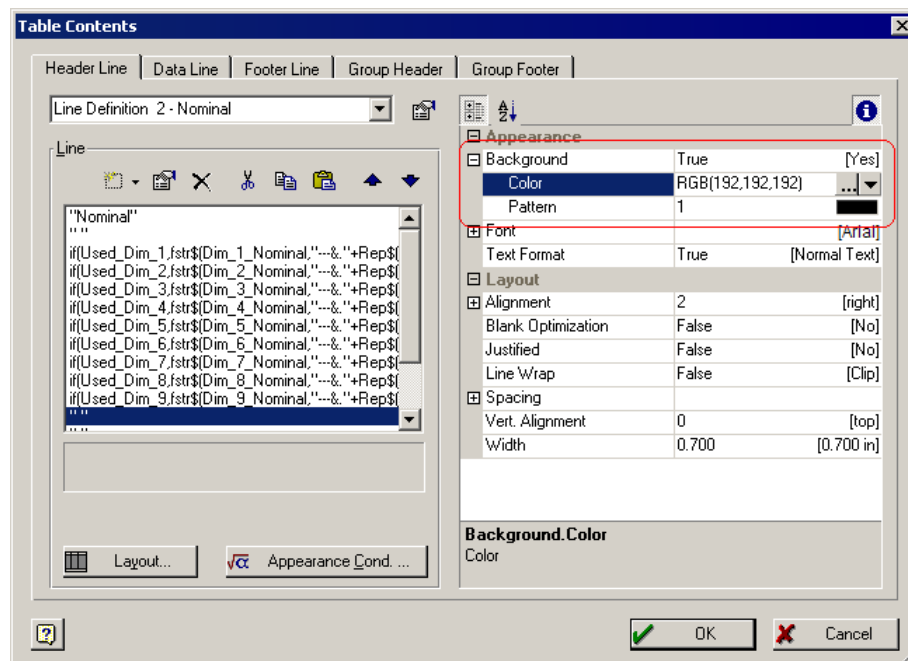 Table Contents
Header Line Data Line Footer Line Group Header Group Footer
Line Definition 2 - Nominal
Line
"Nominal"
" "
if(Used_Dim_1,fstr$(Dim_1_Nominal,"---&."+Rep$(
if(Used_Dim_2,fstr$(Dim_2_Nominal,"---&."+Rep$(
if(Used_Dim_3,fstr$(Dim_3_Nominal,"---&."+Rep$(
if(Used_Dim_4,fstr$(Dim_4_Nominal,"---&."+Rep$(
if(Used_Dim_5,fstr$(Dim_5_Nominal,"---&."+Rep$(
if(Used_Dim_6,fstr$(Dim_6_Nominal,"---&."+Rep$(
if(Used_Dim_7,fstr$(Dim_7_Nominal,"---&."+Rep$(
if(Used_Dim_8,fstr$(Dim_8_Nominal,"---&."+Rep$(
if(Used_Dim_9,fstr$(Dim_9_Nominal,"---&."+Rep$(
" "
" "
Layout...
√α Appearance Cond. ...
Appearance
Background True [Yes]
Color RGB(192,192,192) ...
Pattern 1
Font [Arial]
Text Format True [Normal Text]
Layout
Alignment 2 [right]
Blank Optimization False [No]
Justified False [No]
Line Wrap False [Clip]
Spacing
Vert. Alignment 0 [top]
Width 0.700 [0.700 in]
Background.Color
Color
OK
Cancel